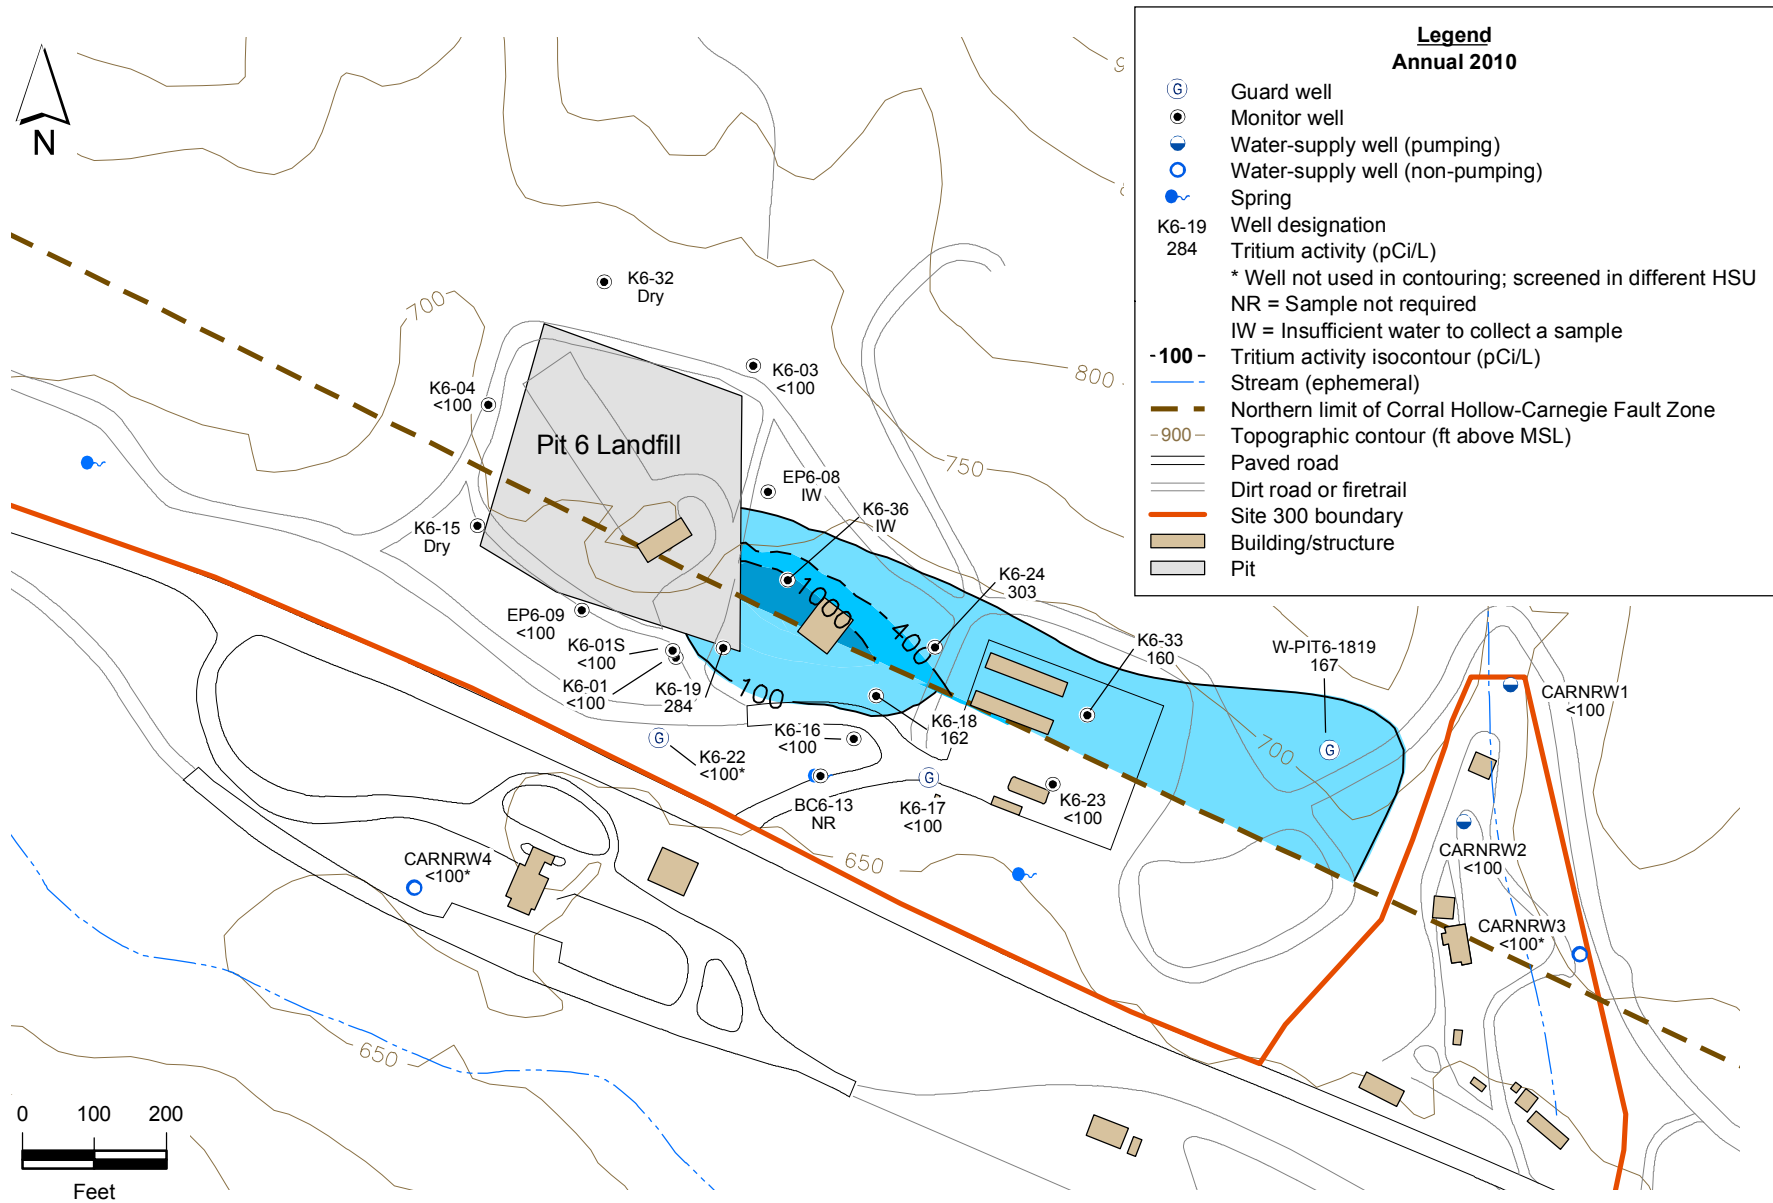 Legend
Annual 2010
Guard well
Monitor well
Water-supply well (pumping)
Water-supply well (non-pumping)
Spring
K6-19 Well designation
284 Tritium activity (pCi/L)
* Well not used in contouring; screened in different HSU
NR = Sample not required
IW = Insufficient water to collect a sample
-100- Tritium activity isocontour (pCi/L)
Stream (ephemeral)
Northern limit of Corral Hollow-Carnegie Fault Zone
-900- Topographic contour (ft above MSL)
Paved road
Dirt road or firetrail
Site 300 boundary
Building/structure
Pit
G
N
K6-32
Dry
700
K6-03
<100
800
K6-04
<100
Pit 6 Landfill
750
EP6-08
IW
K6-36
IW
K6-15
Dry
K6-24
303
1000
400
EP6-09
<100
K6-01S
<100
K6-33
160
W-PIT6-1819
167
K6-01
<100
K6-19
284
100
CARNRW1
<100
K6-18
162
K6-16
<100
700
G
G
K6-22
<100*
G
BC6-13
NR
K6-17
<100
K6-23
<100
650
CARNRW4
<100*
CARNRW2
<100
CARNRW3
<100*
650
0 100 200
Feet